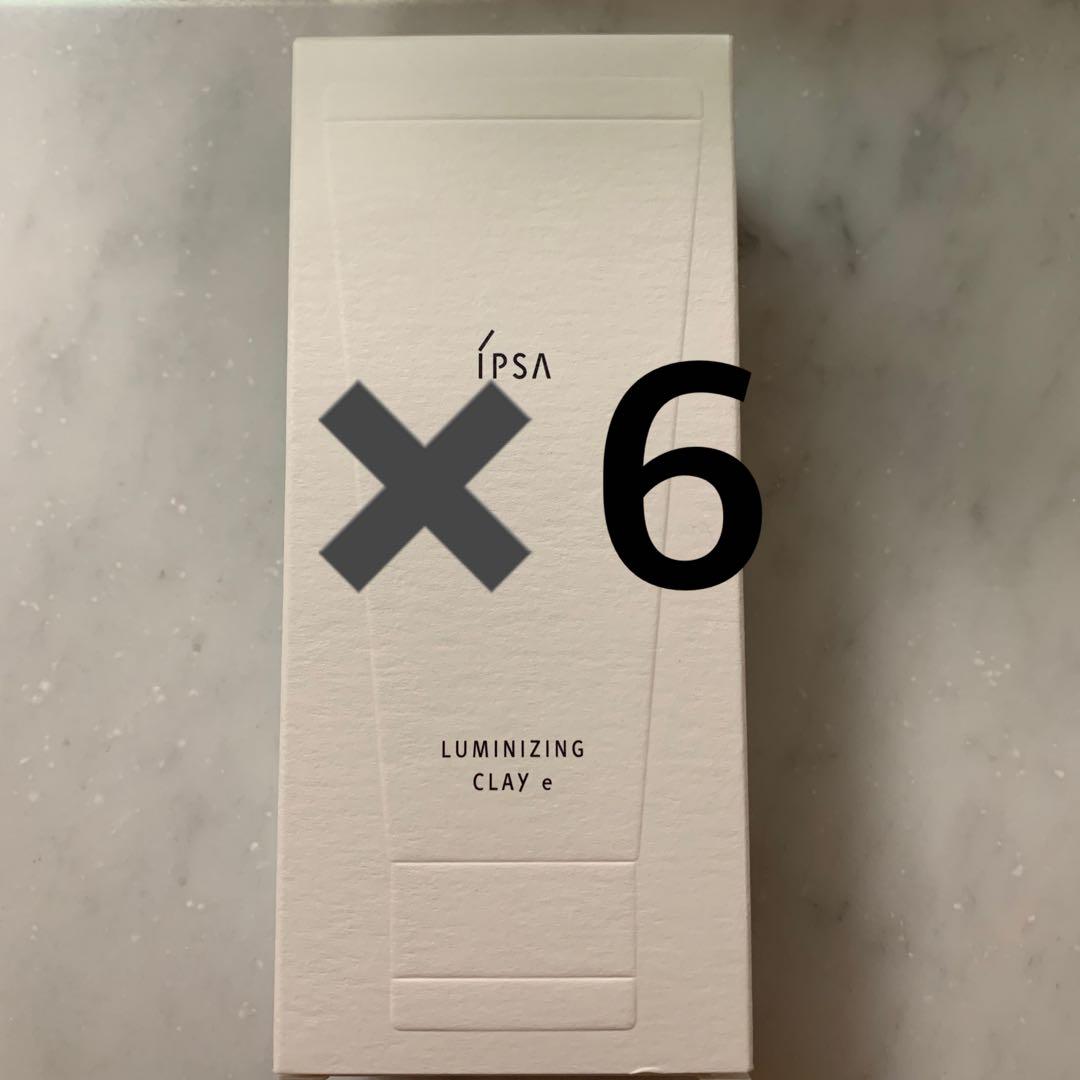 ÍPSA
✖6
LUMINIZING
CLAY e